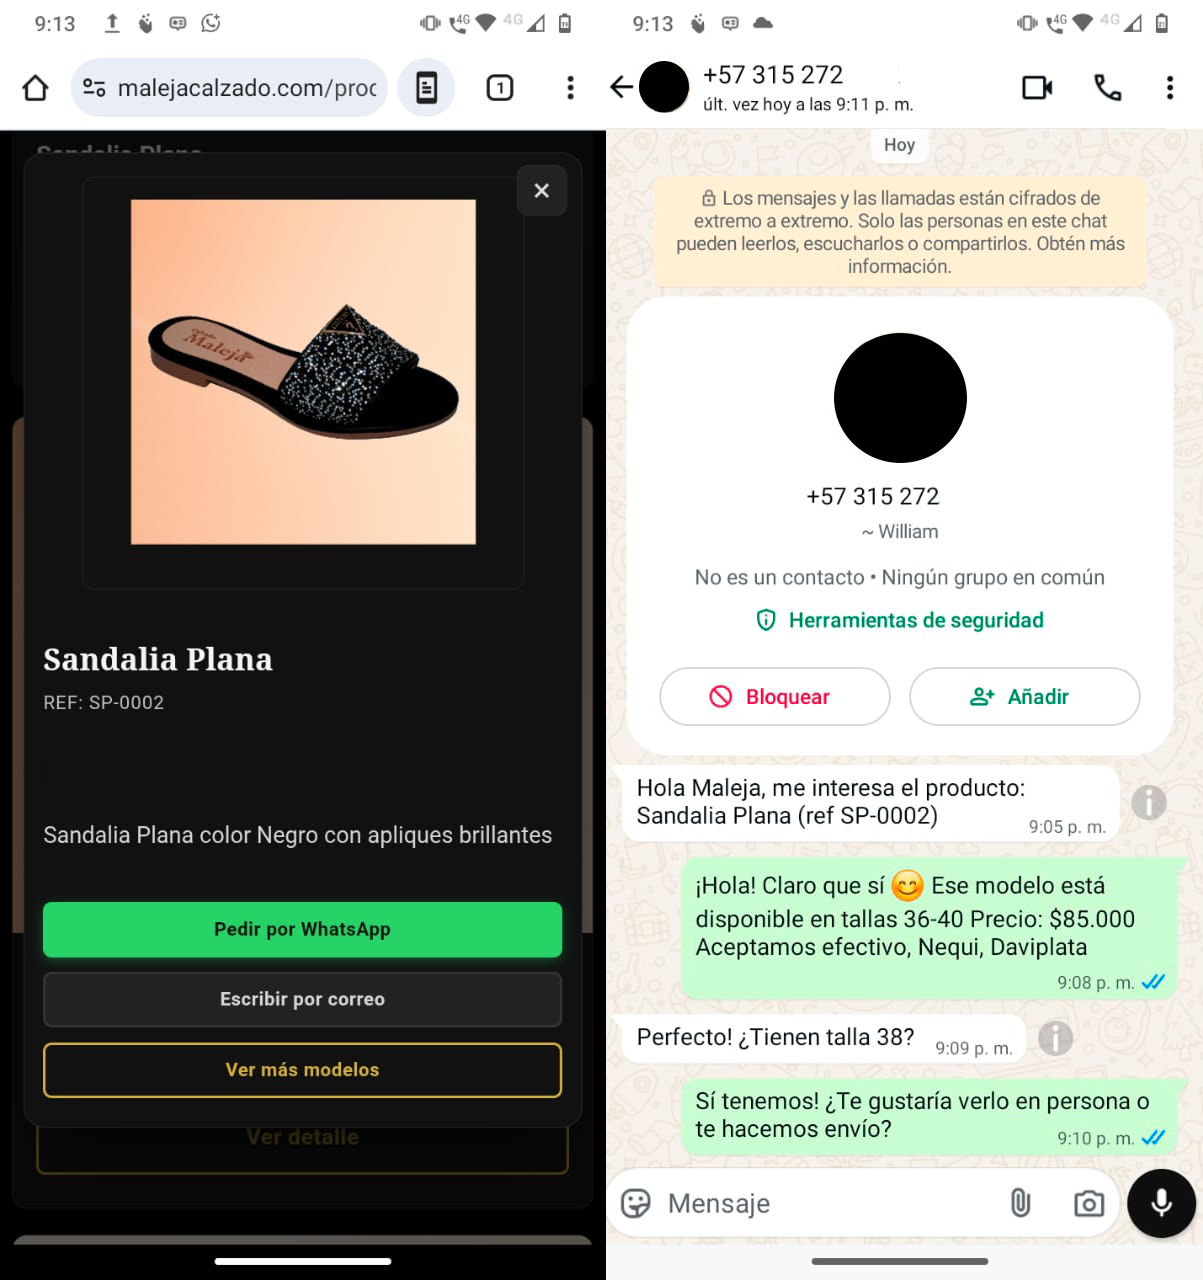 9:13
4G
4G
malejacalzado.com/proc
1
Sandalia Plana
Maleja
Sandalia Plana
REF: SP-0002
Sandalia Plana color Negro con apliques brillantes
Pedir por WhatsApp
Escribir por correo
Ver más modelos
Ver detalle
9:13
4G
4G
+57 315 272
últ. vez hoy a las 9:11 p. m.
Hoy
Los mensajes y las llamadas están cifrados de
extremo a extremo. Solo las personas en este chat
pueden leerlos, escucharlos o compartirlos. Obtén más
información.
+57 315 272
~ William
No es un contacto • Ningún grupo en común
Herramientas de seguridad
Bloquear
Añadir
Hola Maleja, me interesa el producto:
Sandalia Plana (ref SP-0002)
9:05 p. m.
¡Hola! Claro que sí 😊 Ese modelo está
disponible en tallas 36-40 Precio: $85.000
Aceptamos efectivo, Nequi, Daviplata
9:08 p. m.
Perfecto! ¿Tienen talla 38?
9:09 p. m.
Sí tenemos! ¿Te gustaría verlo en persona o
te hacemos envío?
9:10 p. m.
Mensaje